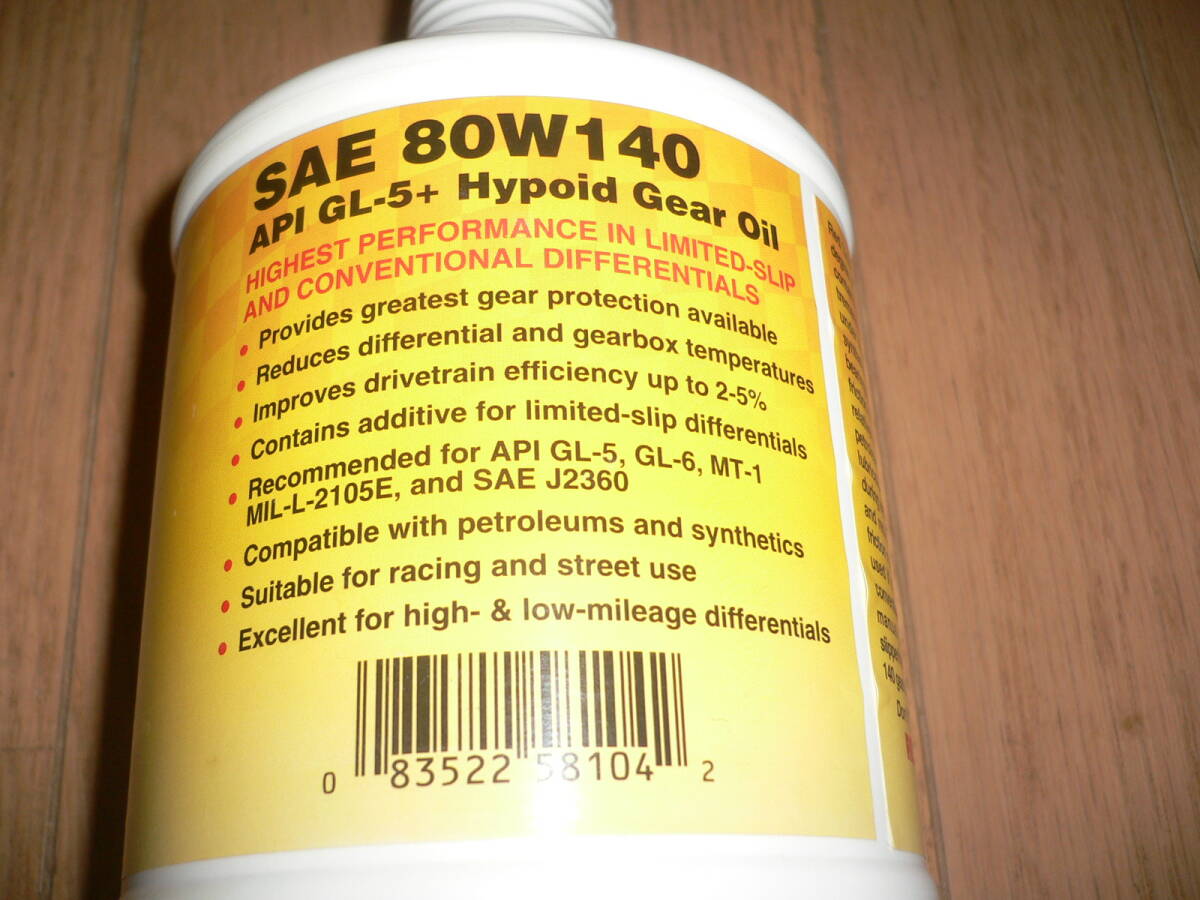 SAE 80W140
API GL-5+ Hypoid Gear Oil
HIGHEST PERFORMANCE IN LIMITED-SLIP
AND CONVENTIONAL DIFFERENTIALS
• Provides greatest gear protection available
• Reduces differential and gearbox temperatures
• Improves drivetrain efficiency up to 2-5%
• Contains additive for limited-slip differentials
• Recommended for API GL-5, GL-6, MT-1
MIL-L-2105E, and SAE J2360
• Compatible with petroleums and synthetics
• Suitable for racing and street use
• Excellent for high- & low-mileage differentials
0 83522 58104 2